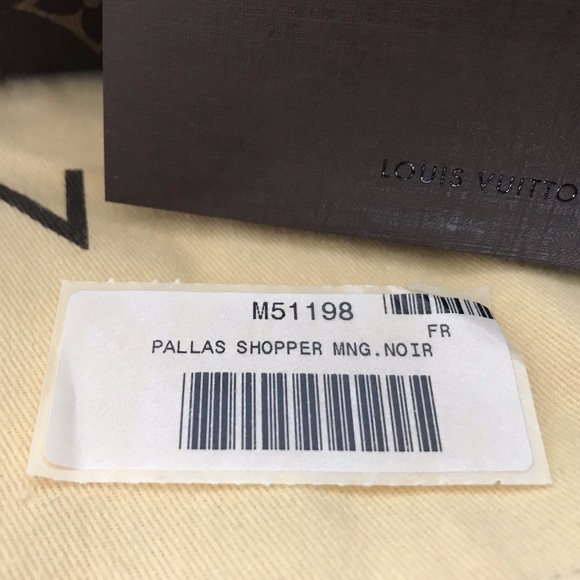 LOUIS VUITTO
V
M51198
FR
PALLAS SHOPPER MNG.NOIR